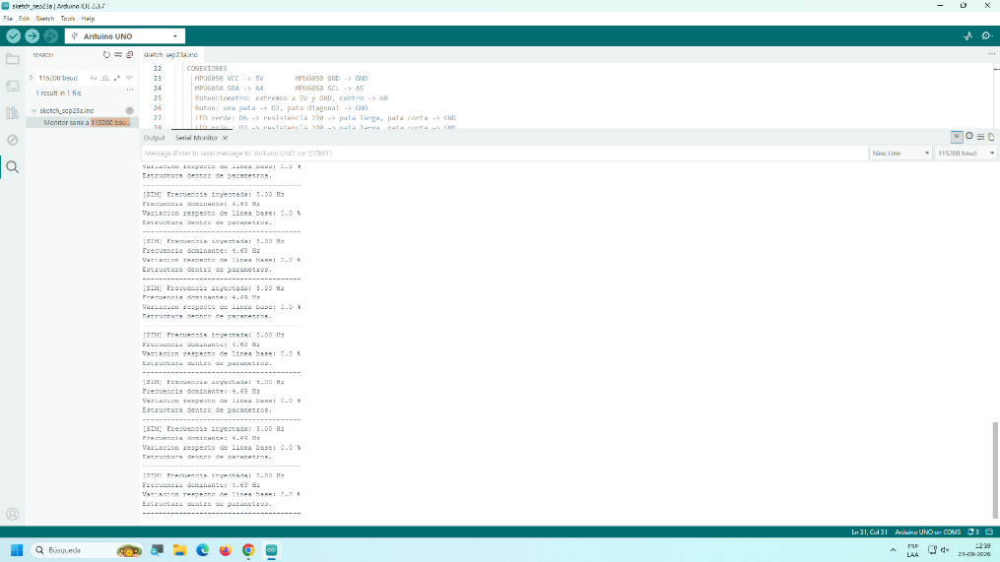 sketch_sep23a | Arduino IDE 2.3.7
File Edit Sketch Tools Help
Arduino UNO
SEARCH
115200 baud
1 result in 1 file
sketch_sep23a.ino
Monitor serie a 115200 bau...
sketch_sep23a.ino
22 CONEXIONES
23 MPU6050 VCC -> 5V MPU6050 GND -> GND
24 MPU6050 SDA -> A4 MPU6050 SCL -> A5
25 Potenciometro: extremos a 5V y GND, centro -> A0
26 Boton: una pata -> D2, pata diagonal -> GND
27 LED verde: D6 -> resistencia 220 -> pata larga, pata corta -> GND
28 LED rojo : D7 -> resistencia 220 -> pata larga, pata corta -> GND
Output Serial Monitor
Message (Enter to send message to 'Arduino UNO' on 'COM3')
New Line
115200 baud
Variacion respecto de linea base: 0.0 %
Estructura dentro de parametros.
---------------------------------------
[SIM] Frecuencia inyectada: 5.00 Hz
Frecuencia dominante: 4.69 Hz
Variacion respecto de linea base: 0.0 %
Estructura dentro de parametros.
---------------------------------------
[SIM] Frecuencia inyectada: 5.00 Hz
Frecuencia dominante: 4.69 Hz
Variacion respecto de linea base: 0.0 %
Estructura dentro de parametros.
---------------------------------------
[SIM] Frecuencia inyectada: 5.00 Hz
Frecuencia dominante: 4.69 Hz
Variacion respecto de linea base: 0.0 %
Estructura dentro de parametros.
---------------------------------------
[SIM] Frecuencia inyectada: 5.00 Hz
Frecuencia dominante: 4.69 Hz
Variacion respecto de linea base: 0.0 %
Estructura dentro de parametros.
---------------------------------------
[SIM] Frecuencia inyectada: 5.00 Hz
Frecuencia dominante: 4.69 Hz
Variacion respecto de linea base: 0.0 %
Estructura dentro de parametros.
---------------------------------------
[SIM] Frecuencia inyectada: 5.00 Hz
Frecuencia dominante: 4.69 Hz
Variacion respecto de linea base: 0.0 %
Estructura dentro de parametros.
---------------------------------------
[SIM] Frecuencia inyectada: 5.00 Hz
Frecuencia dominante: 4.69 Hz
Variacion respecto de linea base: 0.0 %
Estructura dentro de parametros.
---------------------------------------
Ln 31, Col 31 Arduino UNO on COM3 3
Búsqueda
ESP
LAA
12:39
23-09-2026